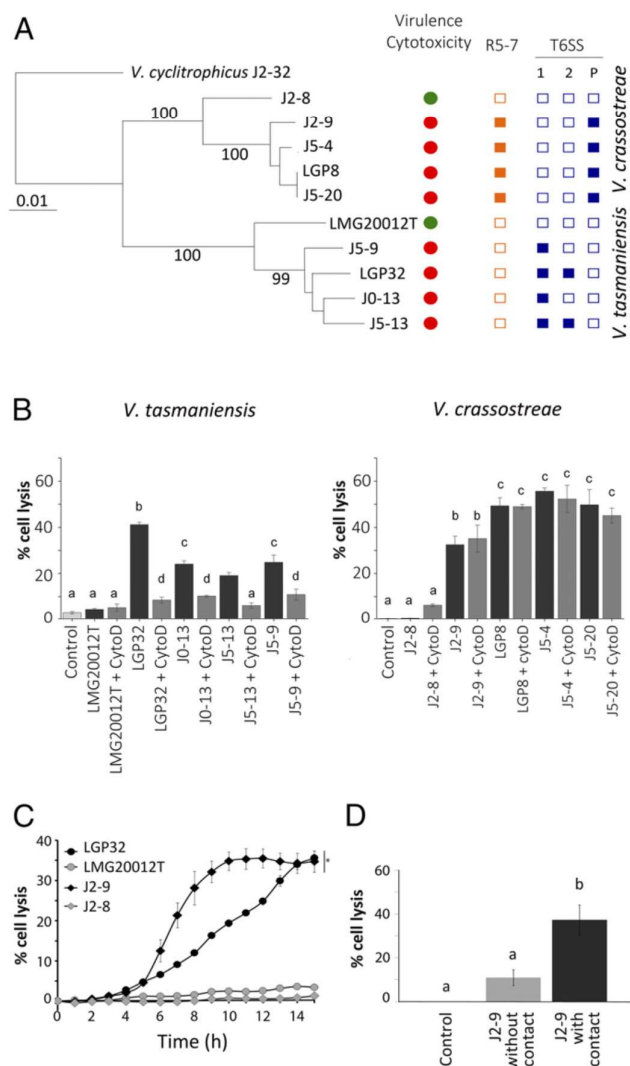 A
Virulence
Cytotoxicity
R5-7
T6SS
1 2 P
V. cyclitrophicus J2-32
J2-8
100
J2-9
J5-4
100
LGP8
J5-20
0.01
LMG20012T
100
J5-9
99
LGP32
J0-13
J5-13
V. crassostreae
V. tasmaniensis
B
V. tasmaniensis
% cell lysis
60
40
20
0
a a a b d c d a c d
Control
LMG20012T
LMG20012T + CytoD
LGP32
LGP32 + CytoD
J0-13
J0-13 + CytoD
J5-13
J5-13 + CytoD
J5-9
J5-9 + CytoD
V. crassostreae
% cell lysis
60
40
20
0
a a a b b c c c c c c
Control
J2-8
J2-8 + CytoD
J2-9
J2-9 + CytoD
LGP8
LGP8 + CytoD
J5-4
J5-4 + CytoD
J5-20
J5-20 + CytoD
C
LGP32
LMG20012T
J2-9
J2-8
% cell lysis
40
35
30
20
10
5
0
0 2 4 6 8 10 12 14
Time (h)
*
D
% cell lysis
60
40
20
0
a a b
Control
J2-9
without
contact
J2-9
with
contact